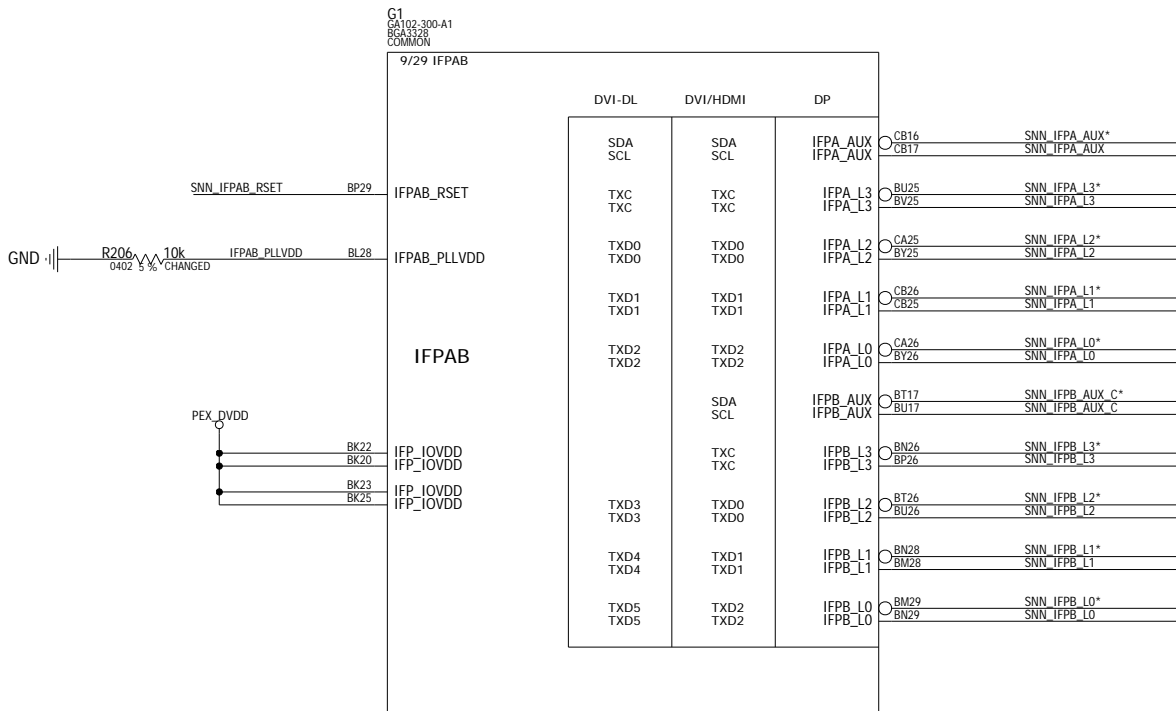 G1
GA102-300-A1
BGA3328
COMMON
9/29 IFPAB
DVI-DL DVI/HDMI DP
SDA SDA IFPA_AUX CB16 SNN_IFPA_AUX*
SCL SCL IFPA_AUX CB17 SNN_IFPA_AUX
SNN_IFPAB_RSET BP29 IFPAB_RSET TXC TXC IFPA_L3 BU25 SNN_IFPA_L3*
TXC TXC IFPA_L3 BV25 SNN_IFPA_L3
TXD0 TXD0 IFPA_L2 CA25 SNN_IFPA_L2*
GND R206 10k IFPAB_PLLVDD BL28 IFPAB_PLLVDD TXD0 TXD0 IFPA_L2 BY25 SNN_IFPA_L2
0402 5 % CHANGED
TXD1 TXD1 IFPA_L1 CB26 SNN_IFPA_L1*
TXD1 TXD1 IFPA_L1 CB25 SNN_IFPA_L1
IFPAB
TXD2 TXD2 IFPA_L0 CA26 SNN_IFPA_L0*
TXD2 TXD2 IFPA_L0 BY26 SNN_IFPA_L0
SDA IFPB_AUX BT17 SNN_IFPB_AUX_C*
SCL IFPB_AUX BU17 SNN_IFPB_AUX_C
PEX_DVDD
BK22 IFP_IOVDD TXC IFPB_L3 BN26 SNN_IFPB_L3*
BK20 IFP_IOVDD TXC IFPB_L3 BP26 SNN_IFPB_L3
BK23 IFP_IOVDD
BK25 IFP_IOVDD
TXD3 TXD0 IFPB_L2 BT26 SNN_IFPB_L2*
TXD3 TXD0 IFPB_L2 BU26 SNN_IFPB_L2
TXD4 TXD1 IFPB_L1 BN28 SNN_IFPB_L1*
TXD4 TXD1 IFPB_L1 BM28 SNN_IFPB_L1
TXD5 TXD2 IFPB_L0 BM29 SNN_IFPB_L0*
TXD5 TXD2 IFPB_L0 BN29 SNN_IFPB_L0